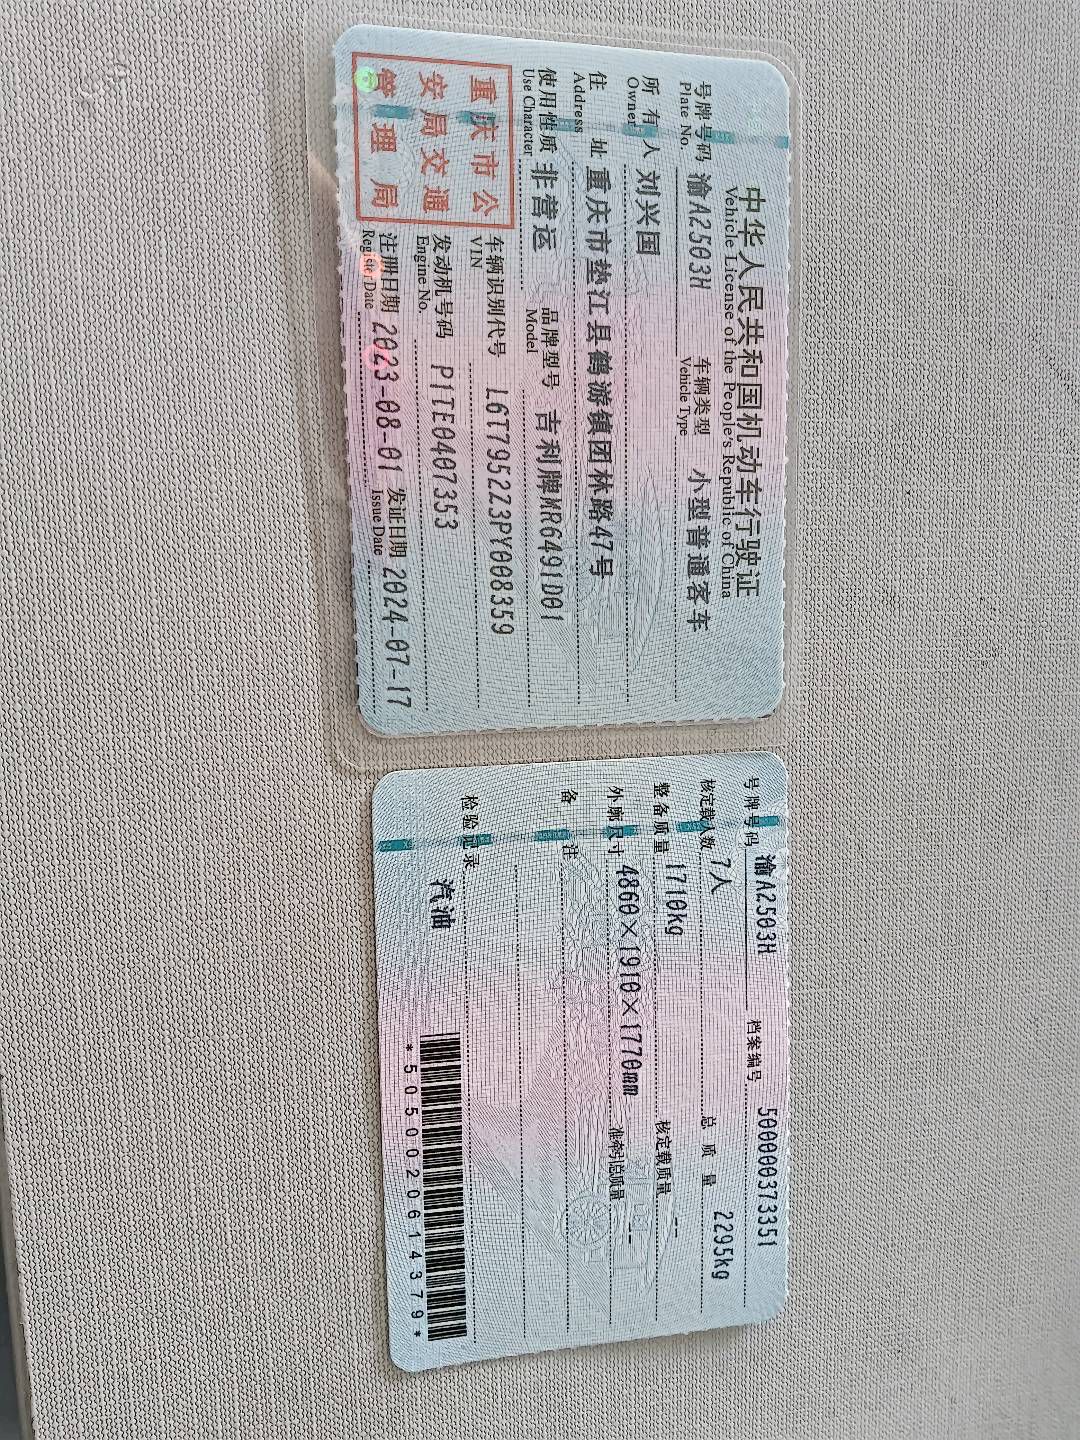 中华人民共和国机动车行驶证
Vehicle License of the People's Republic of China
号牌号码 渝A2503H 车辆类型 小型普通客车
Plate No. Vehicle Type
所有人 刘兴国
Owner
住址 重庆市垫江县鹤游镇团林路47号
Address
使用性质 非营运 品牌型号 吉利牌MR6491D01
Use Character Model
重庆市公
安局交通
管理局
车辆识别代号 L6T7952Z3PY008359
VIN
发动机号码 P1TE0407353
Engine No.
注册日期 2023-08-01 发证日期 2024-07-17
Register Date Issue Date
号牌号码 渝A2503H 档案编号 500000373351
核定载人数 7人 总质量 2295kg
整备质量 1710kg 核定载质量 --
外廓尺寸 4860×1910×1770mm 准牵引总质量 --
备注
检验记录
汽油
*5050020614379*